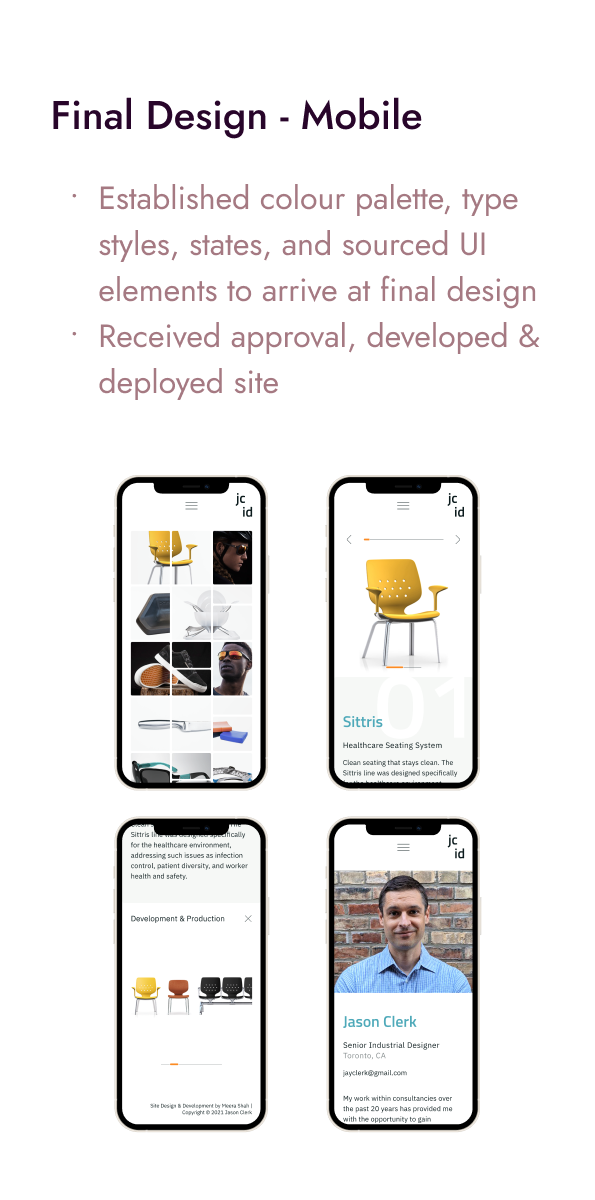 Final Design - Mobile
· Established colour palette, type
styles, states, and sourced UI
elements to arrive at final design
· Received approval, developed &
deployed site
jc
id
jc
id
01
Sittris
Healthcare Seating System
Clean seating that stays clean. The
Sittris line was designed specifically
Sittris line was designed specifically
for the healthcare environment,
addressing such issues as infection
control, patient diversity, and worker
health and safety.
Development & Production
Site Design & Development by Meera Shah |
Copyright © 2021 Jason Clerk
jc
id
Jason Clerk
Senior Industrial Designer
Toronto, CA
jayclerk@gmail.com
My work within consultancies over
the past 20 years has provided me
with the opportunity to gain